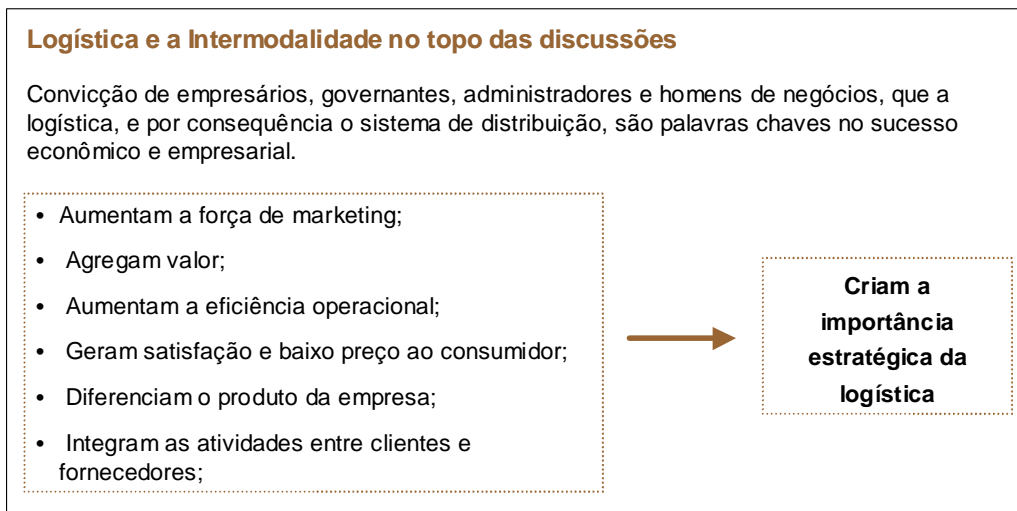 Logística e a Intermodalidade no topo das discussões
Convicção de empresários, governantes, administradores e homens de negócios, que a
logística, e por consequência o sistema de distribuição, são palavras chaves no sucesso
econômico e empresarial.
• Aumentam a força de marketing;
• Agregam valor;
• Aumentam a eficiência operacional;
• Geram satisfação e baixo preço ao consumidor;
• Diferenciam o produto da empresa;
• Integram as atividades entre clientes e
fornecedores;
Criam a
importância
estratégica da
logística